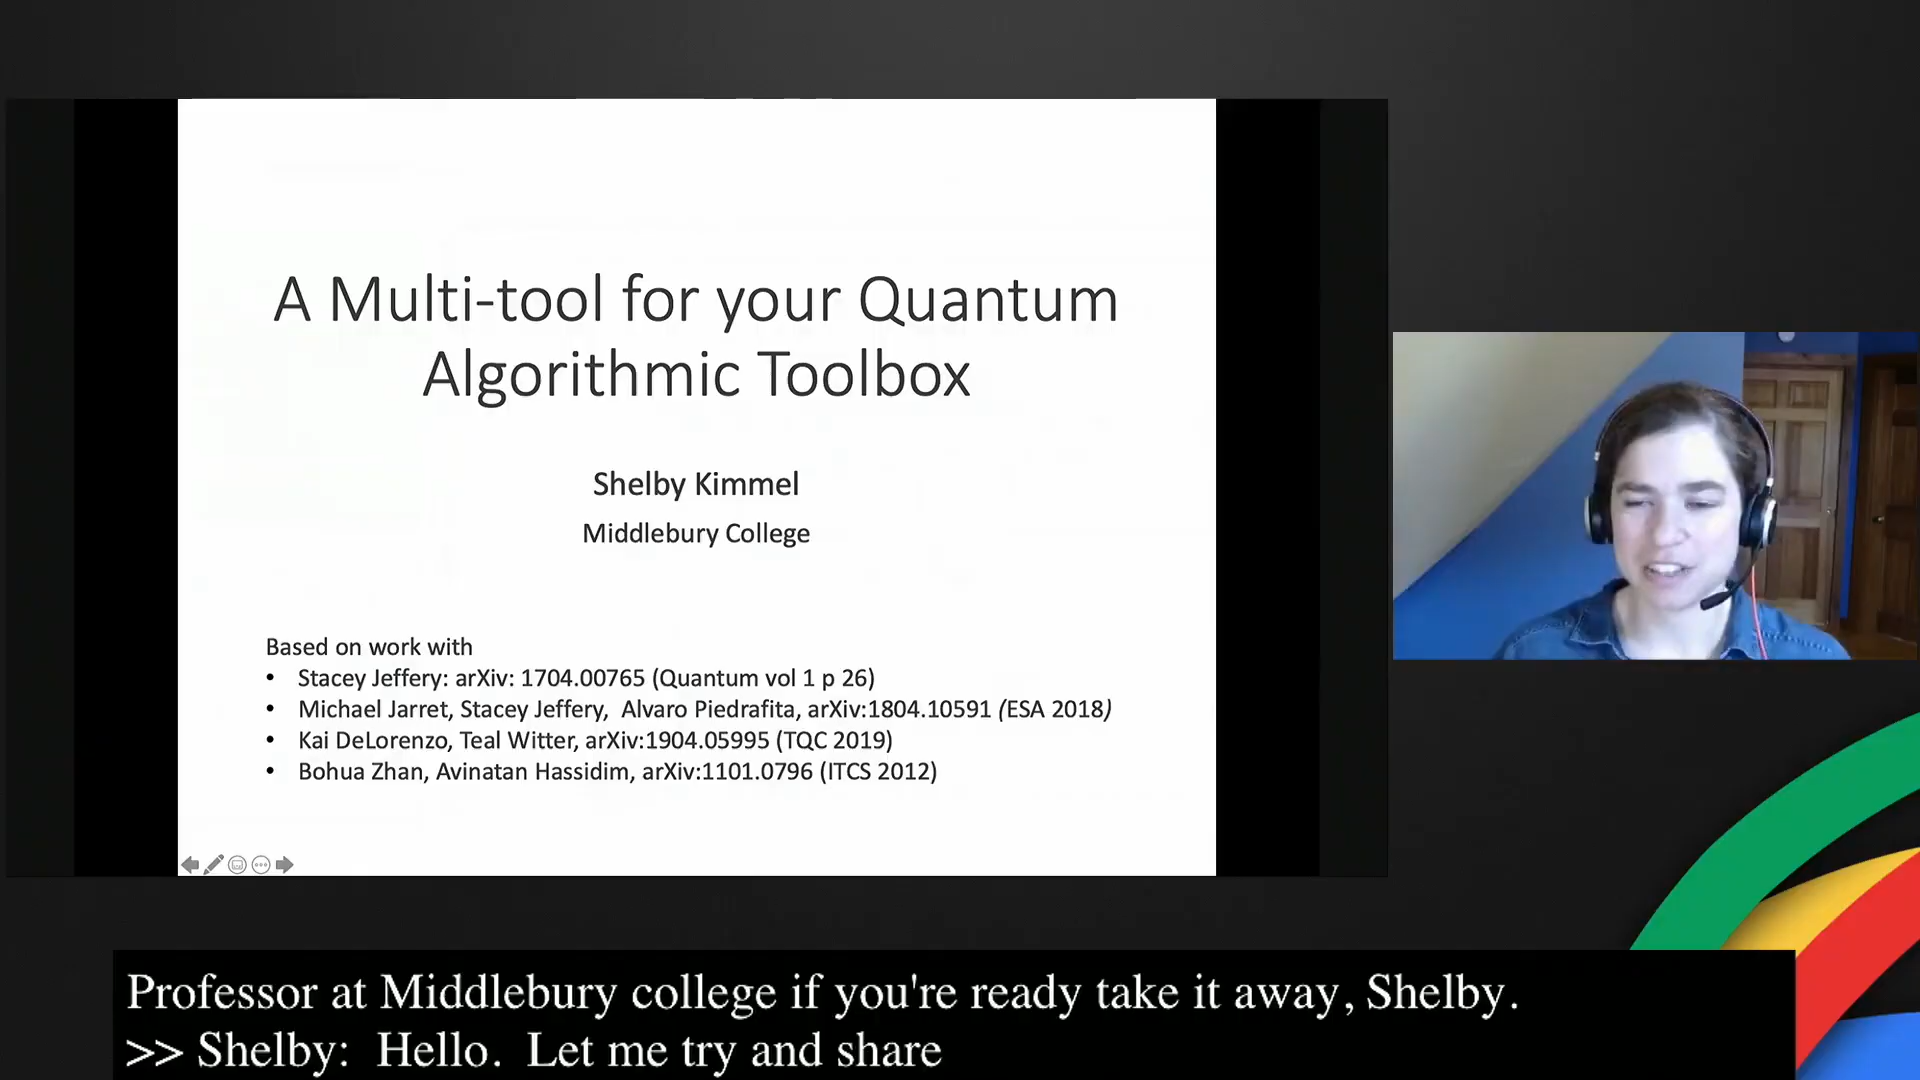 A Multi-tool for your Quantum
Algorithmic Toolbox
Shelby Kimmel
Middlebury College
Based on work with
• Stacey Jeffery: arXiv: 1704.00765 (Quantum vol 1 p 26)
• Michael Jarret, Stacey Jeffery, Alvaro Piedrafita, arXiv:1804.10591 (ESA 2018)
• Kai DeLorenzo, Teal Witter, arXiv:1904.05995 (TQC 2019)
• Bohua Zhan, Avinatan Hassidim, arXiv:1101.0796 (ITCS 2012)
Professor at Middlebury college if you're ready take it away, Shelby.
>> Shelby: Hello. Let me try and share